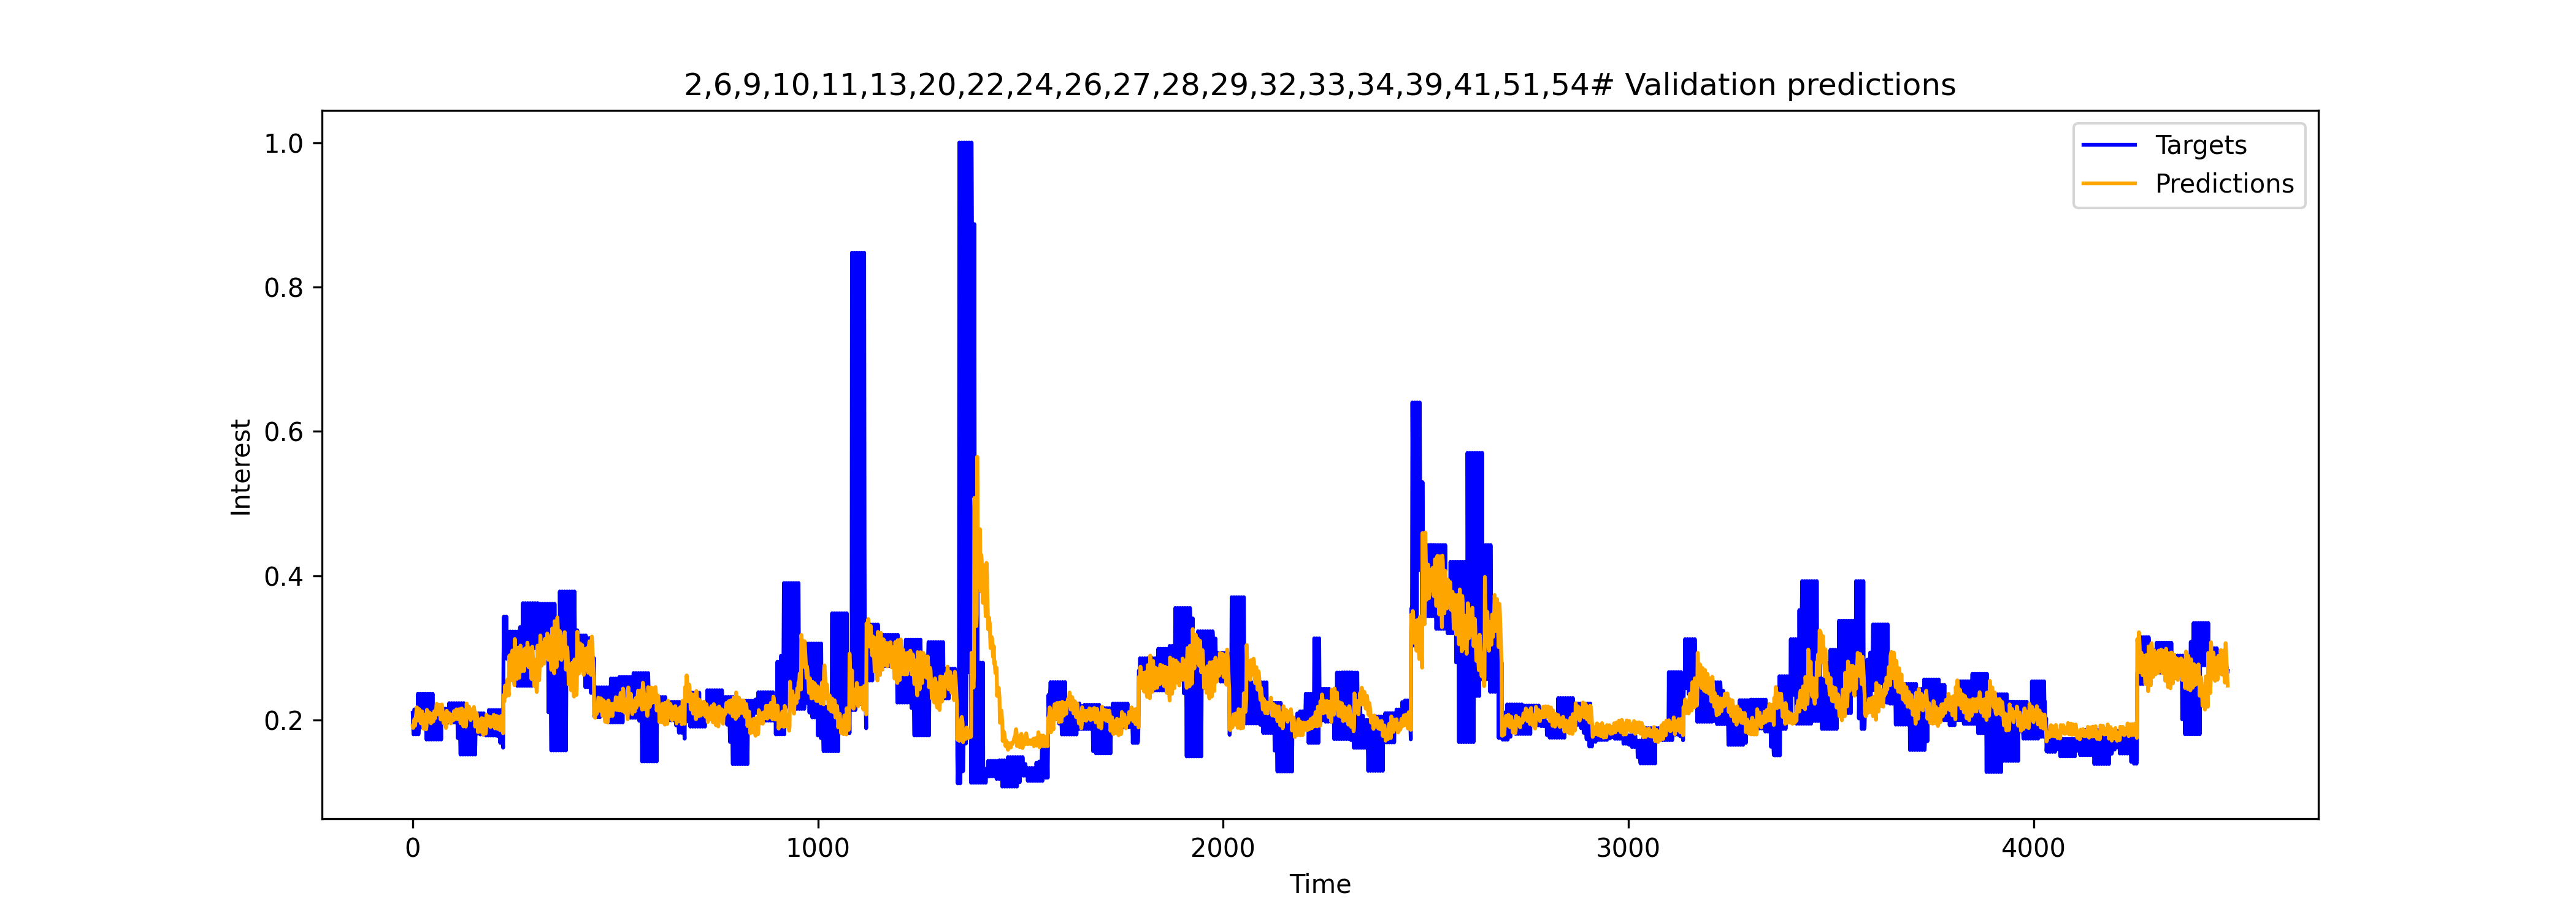 2,6,9,10,11,13,20,22,24,26,27,28,29,32,33,34,39,41,51,54# Validation predictions
Targets
Predictions
1.0
0.8
0.6
0.4
0.2
Interest
0
1000
2000
3000
4000
Time